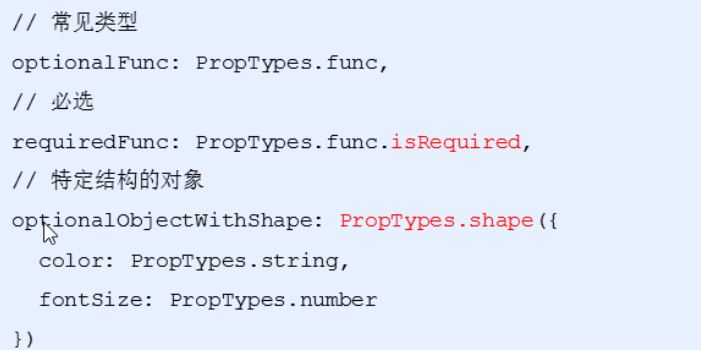 // 常见类型
optionalFunc: PropTypes.func,
// 必选
requiredFunc: PropTypes.func.isRequired,
// 特定结构的对象
optionalObjectWithShape: PropTypes.shape({
  color: PropTypes.string,
  fontSize: PropTypes.number
})